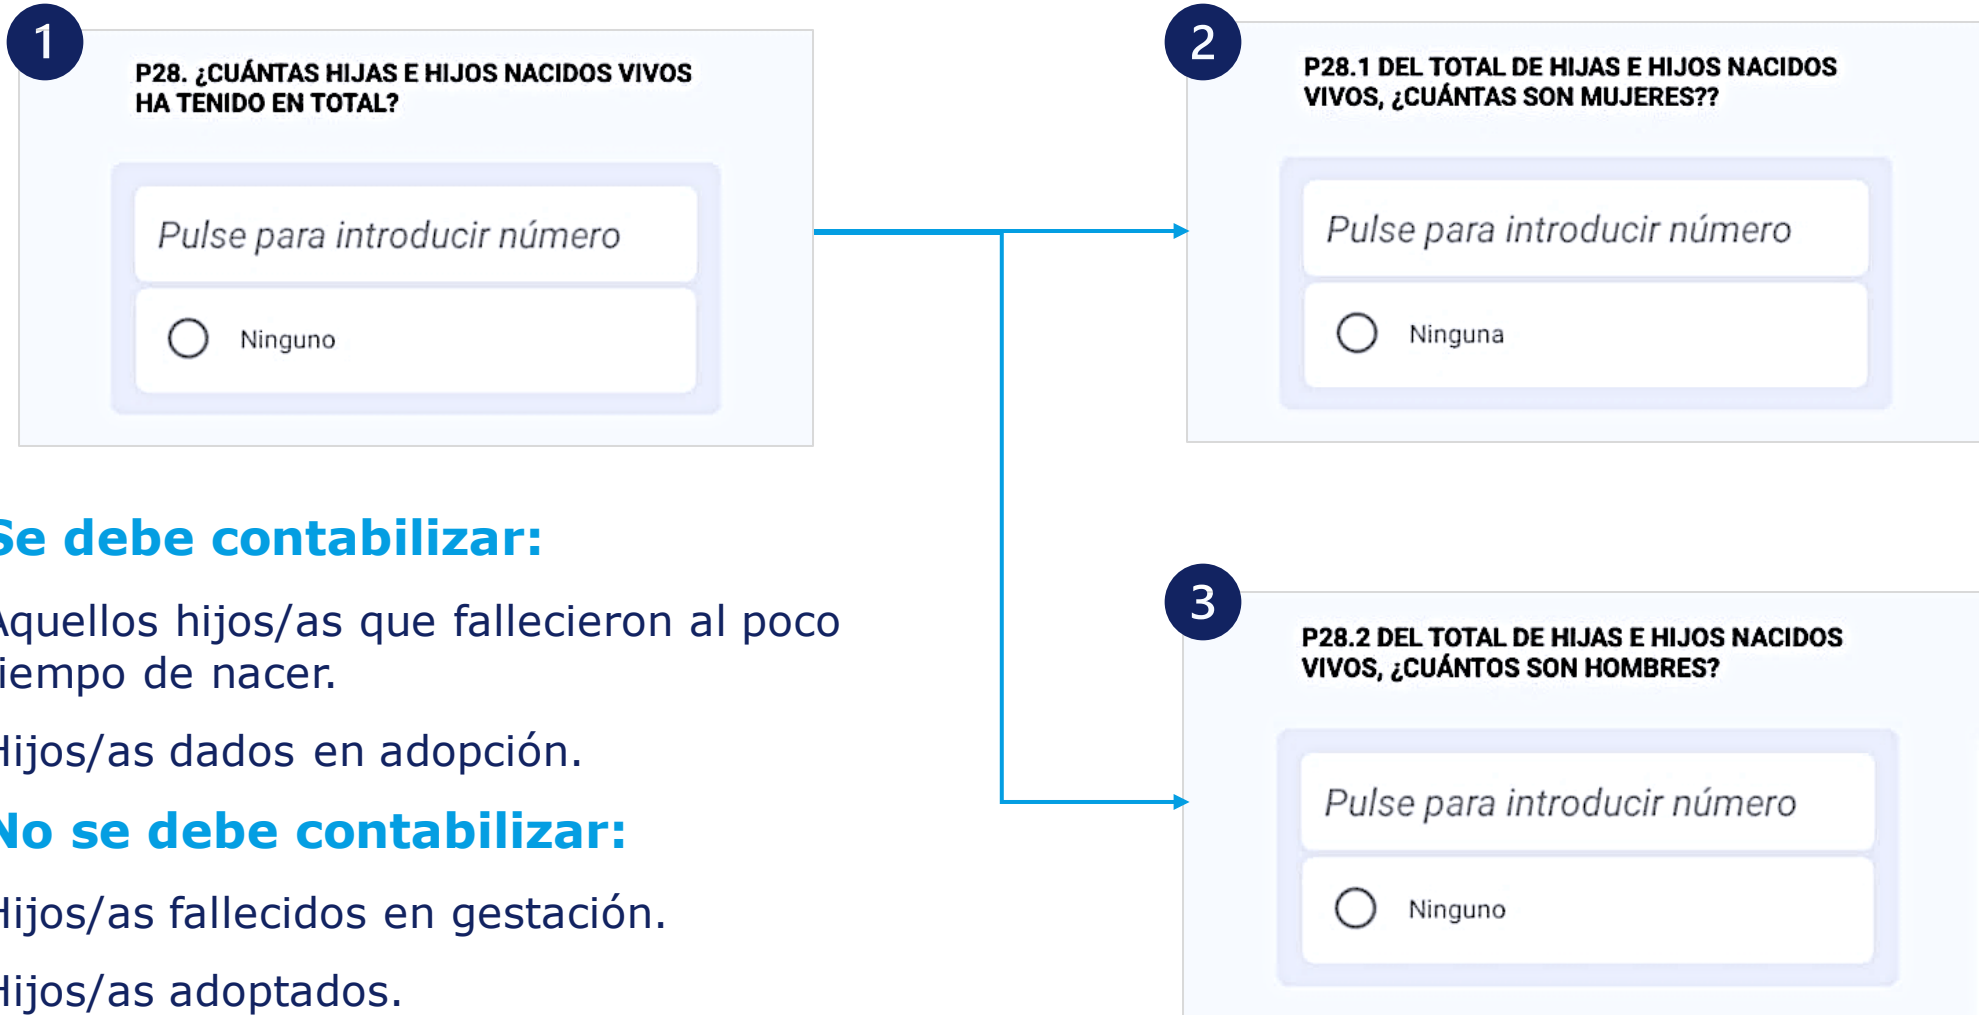 1
P28. ¿CUÁNTAS HIJAS E HIJOS NACIDOS VIVOS
HA TENIDO EN TOTAL?
Pulse para introducir número
Ninguno
2
P28.1 DEL TOTAL DE HIJAS E HIJOS NACIDOS
VIVOS, ¿CUÁNTAS SON MUJERES??
Pulse para introducir número
Ninguna
3
P28.2 DEL TOTAL DE HIJAS E HIJOS NACIDOS
VIVOS, ¿CUÁNTOS SON HOMBRES?
Pulse para introducir número
Ninguno
Se debe contabilizar:
Aquellos hijos/as que fallecieron al poco
tiempo de nacer.
Hijos/as dados en adopción.
No se debe contabilizar:
Hijos/as fallecidos en gestación.
Hijos/as adoptados.